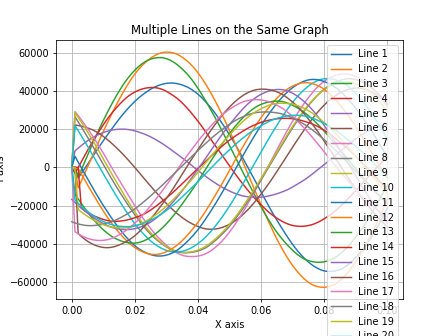 Multiple Lines on the Same Graph
60000
40000
20000
0
−20000
−40000
−60000
0.00
0.02
0.04
0.06
0.08
X axis
axis
Line 1
Line 2
Line 3
Line 4
Line 5
Line 6
Line 7
Line 8
Line 9
Line 10
Line 11
Line 12
Line 13
Line 14
Line 15
Line 16
Line 17
Line 18
Line 19
Line 20